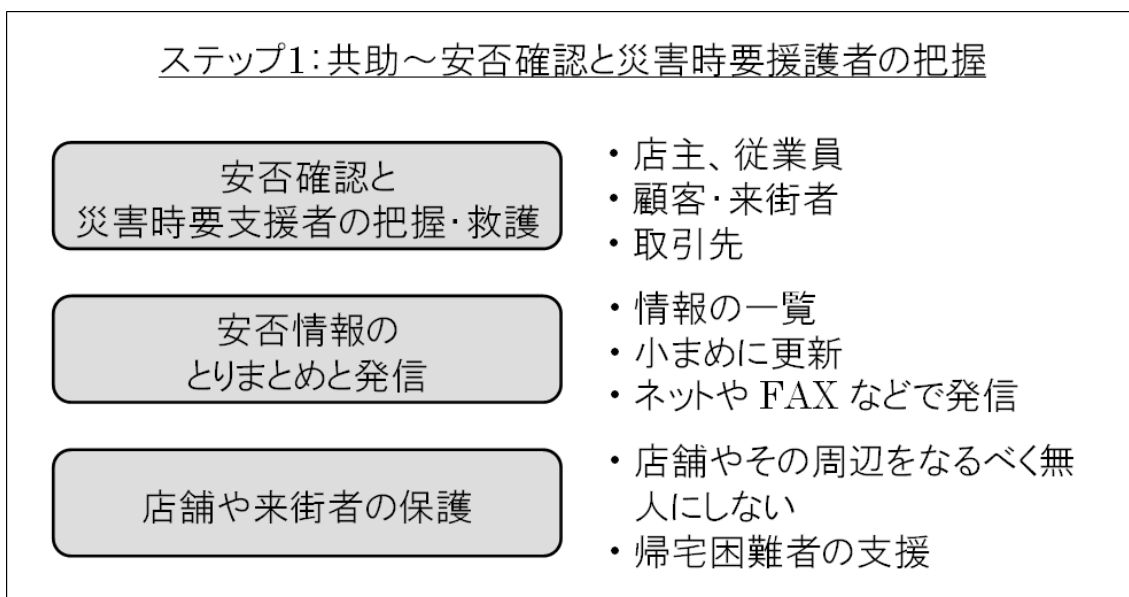 ステップ1:共助～安否確認と災害時要援護者の把握
安否確認と
災害時要支援者の把握・救護
・店主、従業員
・顧客・来街者
・取引先
安否情報の
とりまとめと発信
・情報の一覧
・小まめに更新
・ネットや FAX などで発信
店舗や来街者の保護
・店舗やその周辺をなるべく無
人にしない
・帰宅困難者の支援